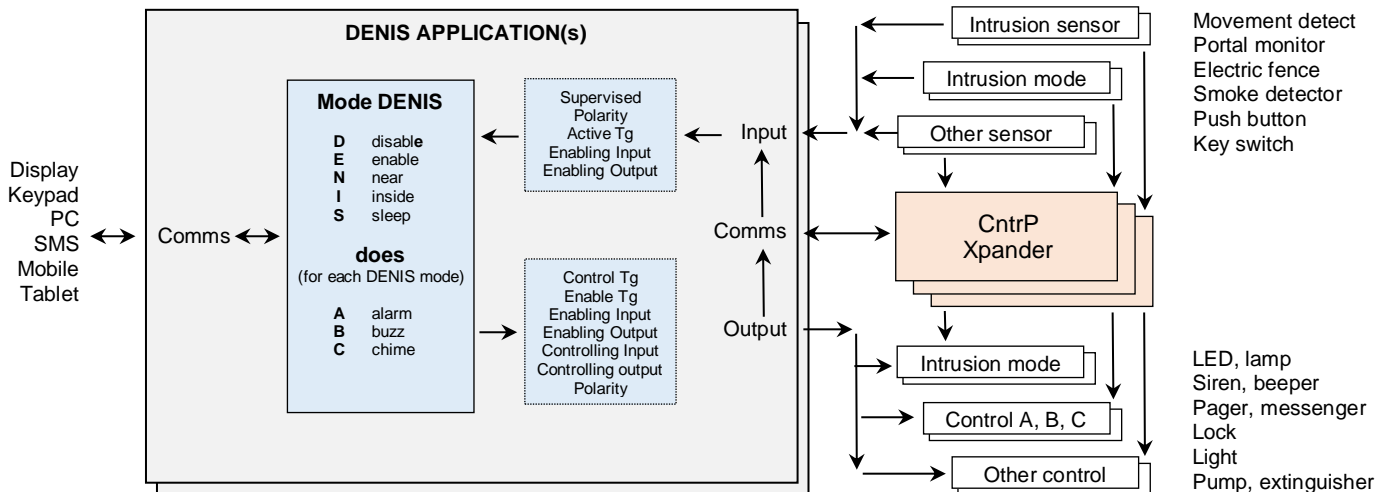 DENIS APPLICATION(s)
Display
Keypad
PC
SMS
Mobile
Tablet
Comms
Mode DENIS
D disable
E enable
N near
I inside
S sleep
does
(for each DENIS mode)
A alarm
B buzz
C chime
Supervised
Polarity
Active Tg
Enabling Input
Enabling Output
Control Tg
Enable Tg
Enabling Input
Enabling Output
Controlling Input
Controlling output
Polarity
Input
Comms
Output
Intrusion sensor
Intrusion mode
Other sensor
CntrP
Xpander
Intrusion mode
Control A, B, C
Other control
Movement detect
Portal monitor
Electric fence
Smoke detector
Push button
Key switch
LED, lamp
Siren, beeper
Pager, messenger
Lock
Light
Pump, extinguisher